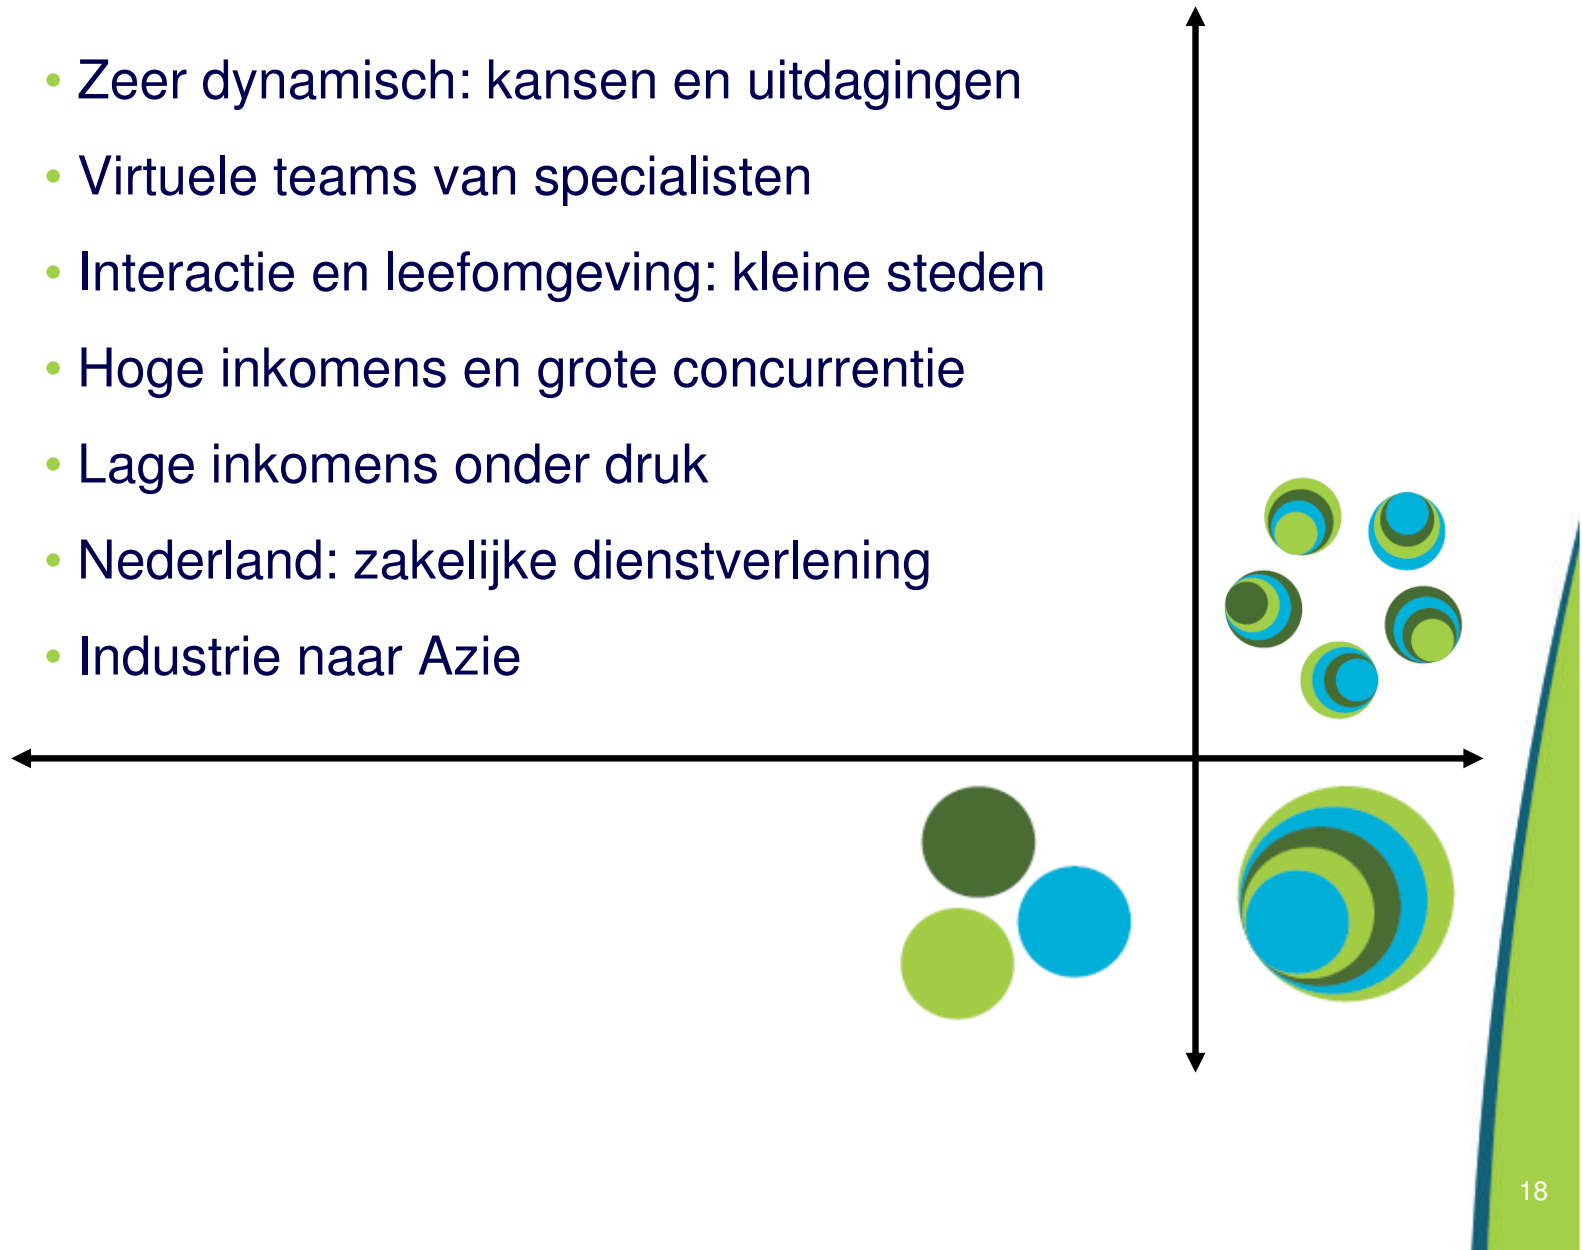 • Zeer dynamisch: kansen en uitdagingen
• Virtuele teams van specialisten
• Interactie en leefomgeving: kleine steden
• Hoge inkomens en grote concurrentie
• Lage inkomens onder druk
• Nederland: zakelijke dienstverlening
• Industrie naar Azie
18